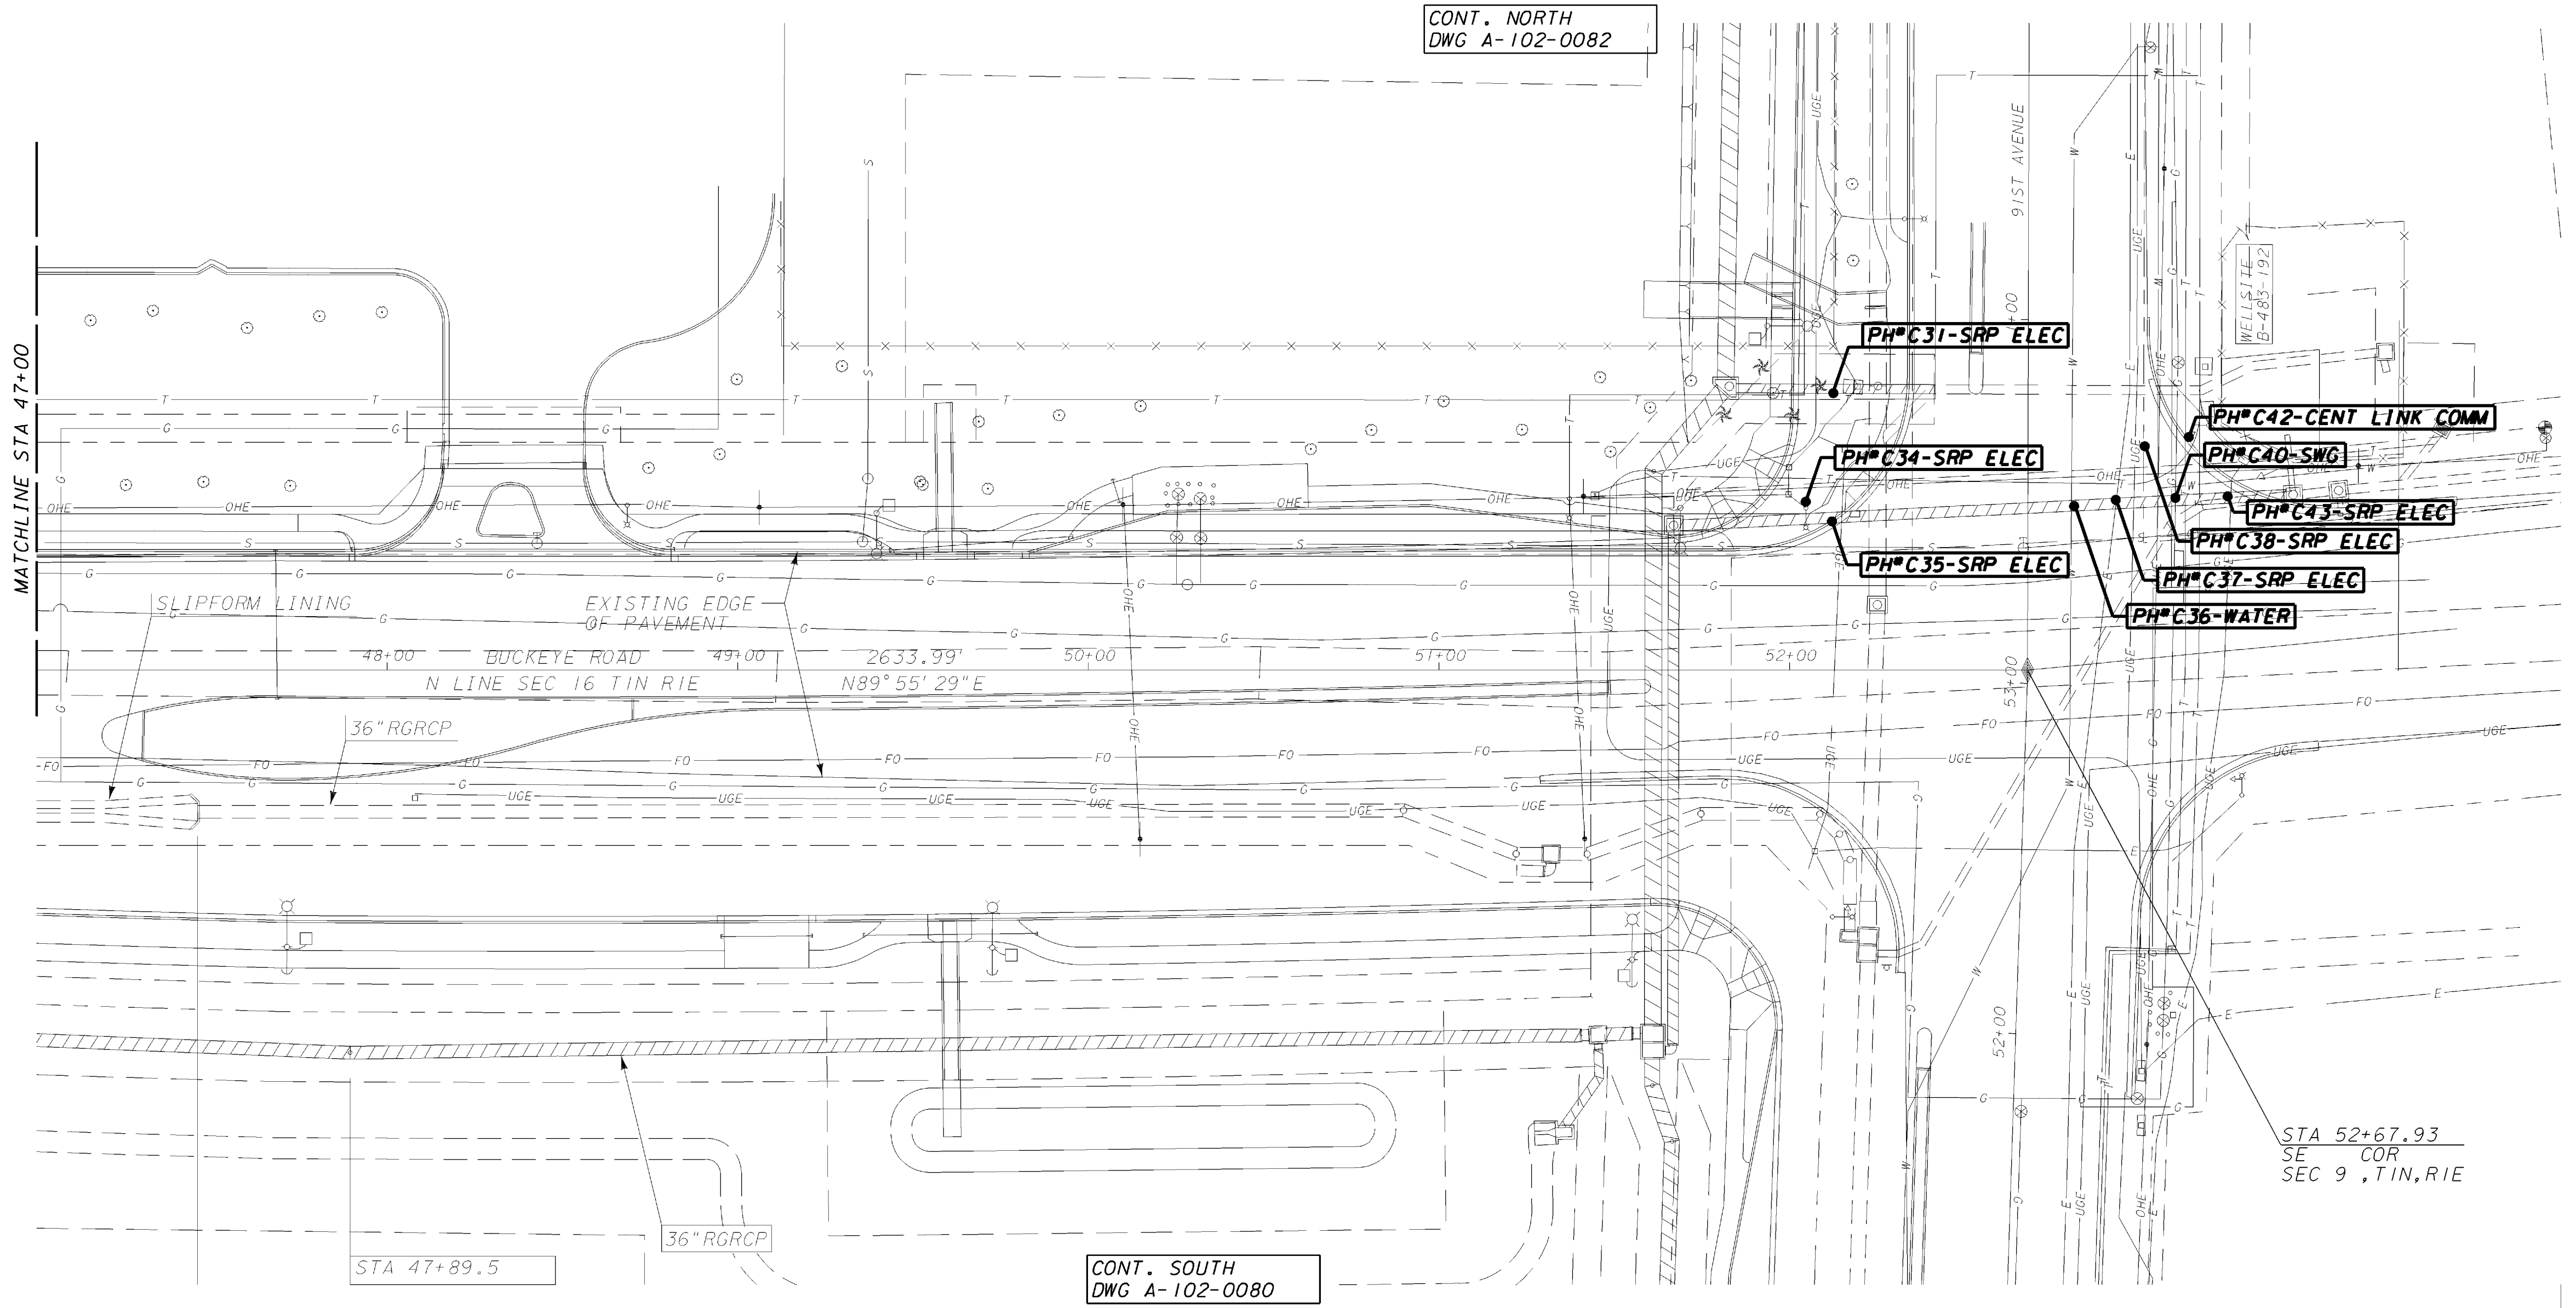 CONT. NORTH
DWG A-102-0082
MATCHLINE STA 47+00
91ST AVENUE
WELLSITE
B-483-192
PH#C31-SRP ELEC
PH#C42-CENT LINK COMM
PH#C34-SRP ELEC
PH#C40-SWG
PH#C43-SRP ELEC
PH#C38-SRP ELEC
PH#C35-SRP ELEC
PH#C37-SRP ELEC
PH#C36-WATER
SLIPFORM LINING
EXISTING EDGE
OF PAVEMENT
48+00
BUCKEYE ROAD
49+00
2633.99'
50+00
51+00
52+00
53+00
N LINE SEC 16 T1N R1E
N89°55'29"E
36"RGRCP
52+00
STA 52+67.93
SE COR
SEC 9 ,T1N,R1E
36"RGRCP
STA 47+89.5
CONT. SOUTH
DWG A-102-0080